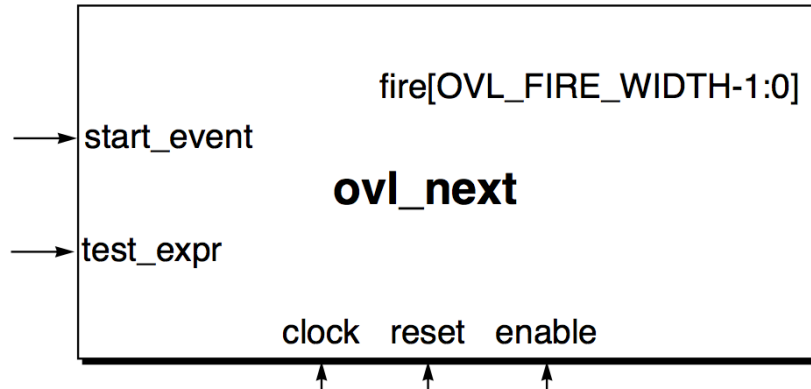 fire[OVL_FIRE_WIDTH-1:0]
start_event
ovl_next
test_expr
clock reset enable